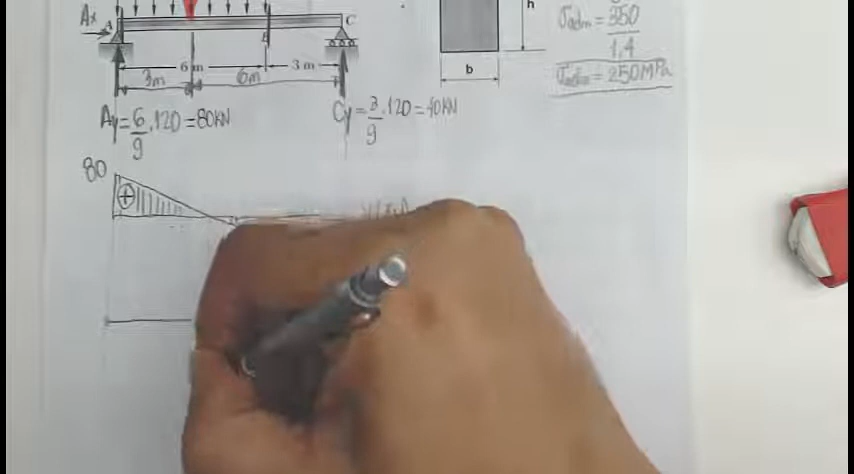 Ax A C
B
6 m 3 m
3m 6m
h
b
σadm = 350
1,4
σadm = 250MPa
Ay = 6/9 . 120 = 80kN
Cy = 3/9 . 120 = 40kN
80
+